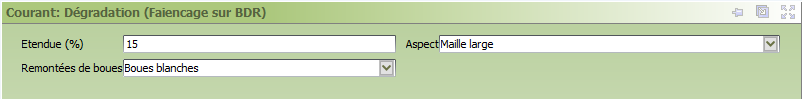 Courant: Dégradation (Faiencage sur BDR)
Etendue (%) 15 Aspect Maille large
Remontées de boues Boues blanches